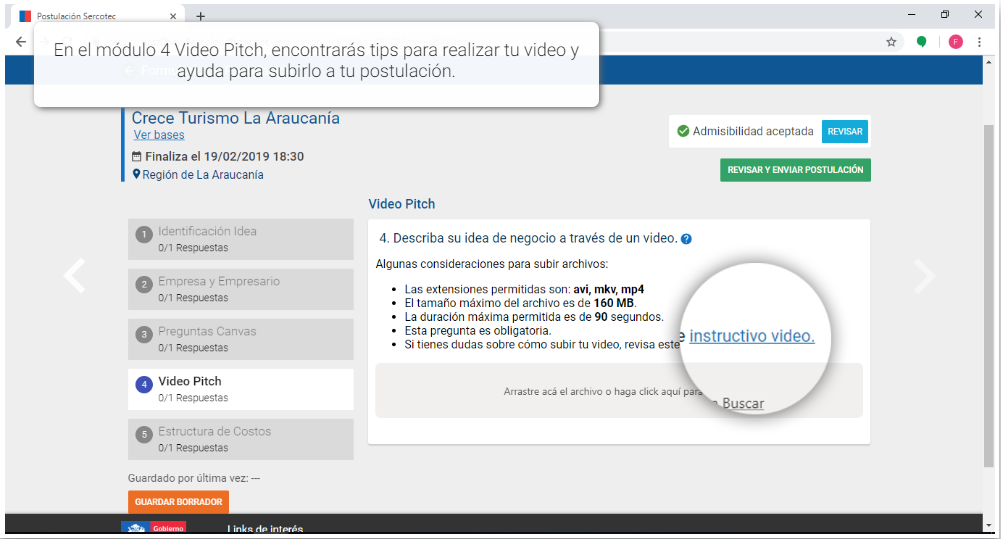 Postulación Sercotec
En el módulo 4 Video Pitch, encontrarás tips para realizar tu video y
ayuda para subirlo a tu postulación.
F
Crece Turismo La Araucanía
Ver bases
Finaliza el 19/02/2019 18:30
Región de La Araucanía
Admisibilidad aceptada
REVISAR
REVISAR Y ENVIAR POSTULACIÓN
1 Identificación Idea
0/1 Respuestas
2 Empresa y Empresario
0/1 Respuestas
3 Preguntas Canvas
0/1 Respuestas
4 Video Pitch
0/1 Respuestas
5 Estructura de Costos
0/1 Respuestas
Guardado por última vez: ---
GUARDAR BORRADOR
Video Pitch
4. Describa su idea de negocio a través de un video. ?
Algunas consideraciones para subir archivos:
• Las extensiones permitidas son: avi, mkv, mp4
• El tamaño máximo del archivo es de 160 MB.
• La duración máxima permitida es de 90 segundos.
• Esta pregunta es obligatoria.
• Si tienes dudas sobre cómo subir tu video, revisa este instructivo video.
Arrastre acá el archivo o haga click aquí para Buscar
Gobierno
Links de interés